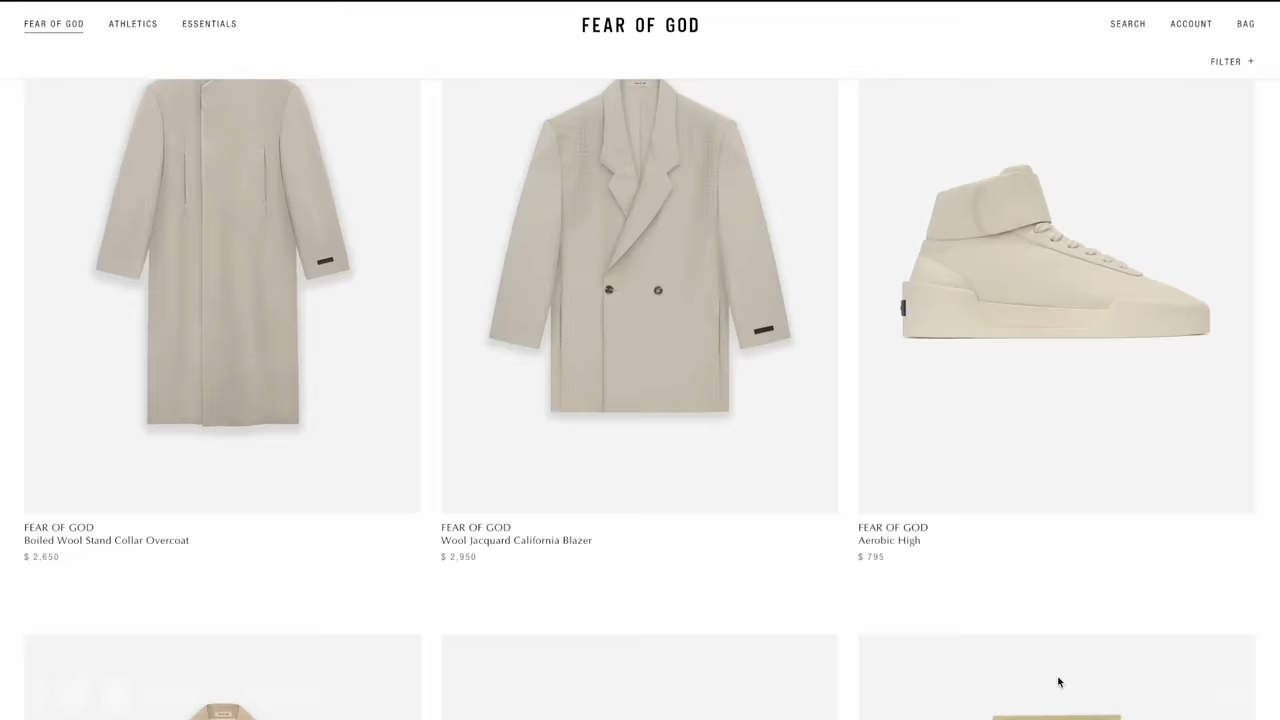 FEAR OF GOD ATHLETICS ESSENTIALS FEAR OF GOD SEARCH ACCOUNT BAG
FILTER +
FEAR OF GOD
Boiled Wool Stand Collar Overcoat
$ 2,650
FEAR OF GOD
Wool Jacquard California Blazer
$ 2,950
FEAR OF GOD
Aerobic High
$ 795